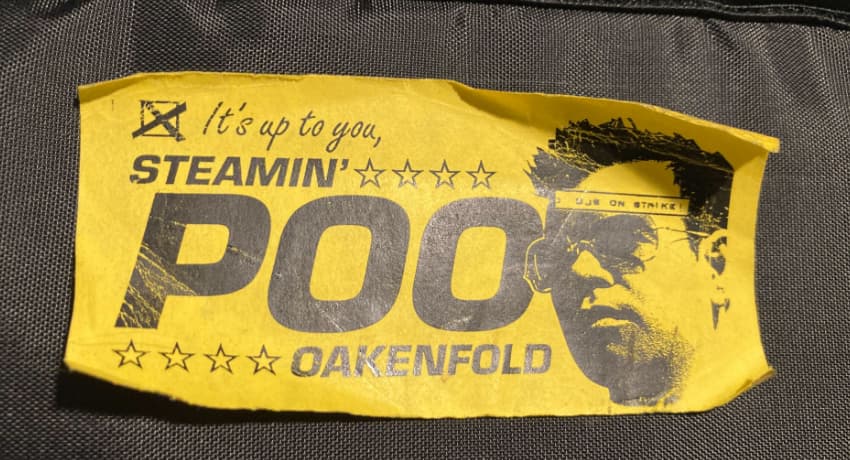 It's up to you,
STEAMIN'
DJS ON STRIKE!
POO
OAKENFOLD